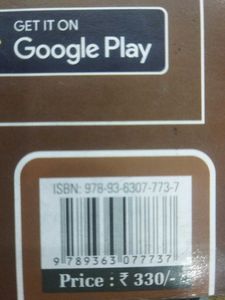 GET IT ON
Google Play
ISBN: 978-93-6307-773-7
9 789363 077737
Price : ₹ 330/-